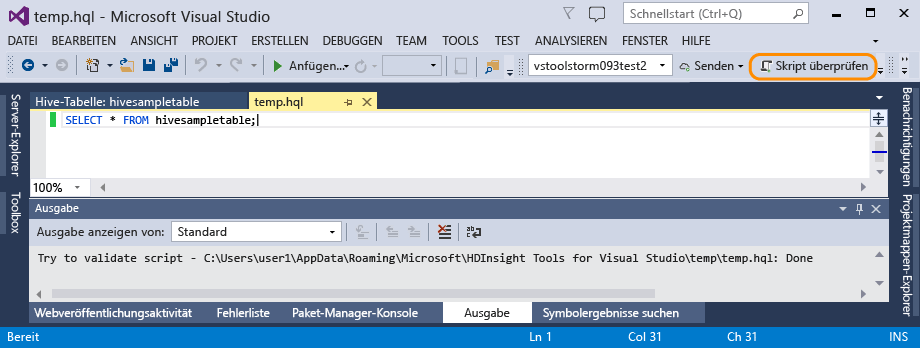 temp.hql - Microsoft Visual Studio
Schnellstart (Ctrl+Q)
DATEI BEARBEITEN ANSICHT PROJEKT ERSTELLEN DEBUGGEN TEAM TOOLS TEST ANALYSIEREN FENSTER HILFE
Anfügen... vstoolstorm093test2 Senden Skript überprüfen
Server-Explorer
Toolbox
Hive-Tabelle: hivesampletable temp.hql
SELECT * FROM hivesampletable;
100%
Ausgabe
Ausgabe anzeigen von: Standard
Try to validate script - C:\Users\user1\AppData\Roaming\Microsoft\HDInsight Tools for Visual Studio\temp\temp.hql: Done
Webveröffentlichungsaktivität Fehlerliste Paket-Manager-Konsole Ausgabe Symbolergebnisse suchen
Benachrichtigungen
Projektmappen-Explorer
Bereit Ln 1 Col 31 Ch 31 INS